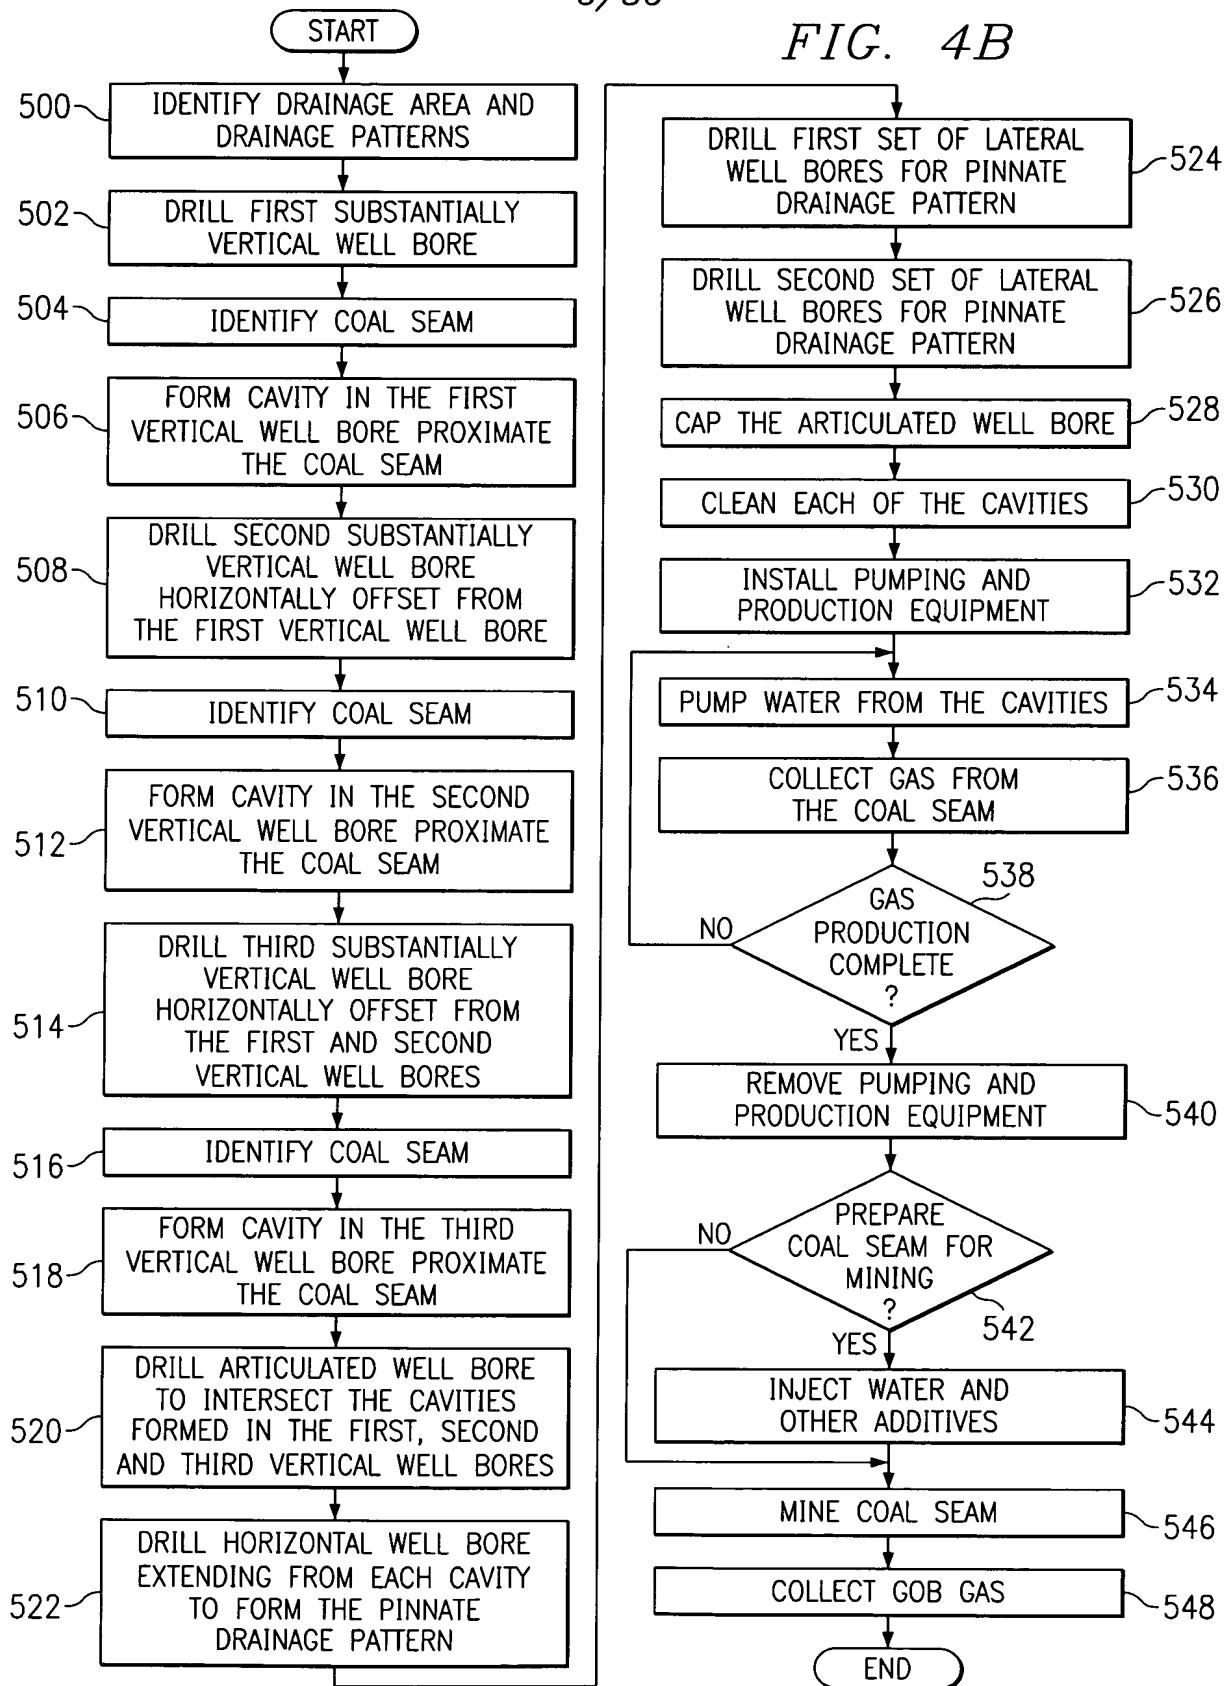 FIG. 4B
START
500
IDENTIFY DRAINAGE AREA AND
DRAINAGE PATTERNS
502
DRILL FIRST SUBSTANTIALLY
VERTICAL WELL BORE
504
IDENTIFY COAL SEAM
506
FORM CAVITY IN THE FIRST
VERTICAL WELL BORE PROXIMATE
THE COAL SEAM
508
DRILL SECOND SUBSTANTIALLY
VERTICAL WELL BORE
HORIZONTALLY OFFSET FROM
THE FIRST VERTICAL WELL BORE
510
IDENTIFY COAL SEAM
512
FORM CAVITY IN THE SECOND
VERTICAL WELL BORE PROXIMATE
THE COAL SEAM
514
DRILL THIRD SUBSTANTIALLY
VERTICAL WELL BORE
HORIZONTALLY OFFSET FROM
THE FIRST AND SECOND
VERTICAL WELL BORES
516
IDENTIFY COAL SEAM
518
FORM CAVITY IN THE THIRD
VERTICAL WELL BORE PROXIMATE
THE COAL SEAM
520
DRILL ARTICULATED WELL BORE
TO INTERSECT THE CAVITIES
FORMED IN THE FIRST, SECOND
AND THIRD VERTICAL WELL BORES
522
DRILL HORIZONTAL WELL BORE
EXTENDING FROM EACH CAVITY
TO FORM THE PINNATE
DRAINAGE PATTERN
DRILL FIRST SET OF LATERAL
WELL BORES FOR PINNATE
DRAINAGE PATTERN
524
DRILL SECOND SET OF LATERAL
WELL BORES FOR PINNATE
DRAINAGE PATTERN
526
CAP THE ARTICULATED WELL BORE
528
CLEAN EACH OF THE CAVITIES
530
INSTALL PUMPING AND
PRODUCTION EQUIPMENT
532
PUMP WATER FROM THE CAVITIES
534
COLLECT GAS FROM
THE COAL SEAM
536
538
GAS
PRODUCTION
COMPLETE
?
NO
YES
REMOVE PUMPING AND
PRODUCTION EQUIPMENT
540
PREPARE
COAL SEAM FOR
MINING
?
NO
542
YES
INJECT WATER AND
OTHER ADDITIVES
544
MINE COAL SEAM
546
COLLECT GOB GAS
548
END